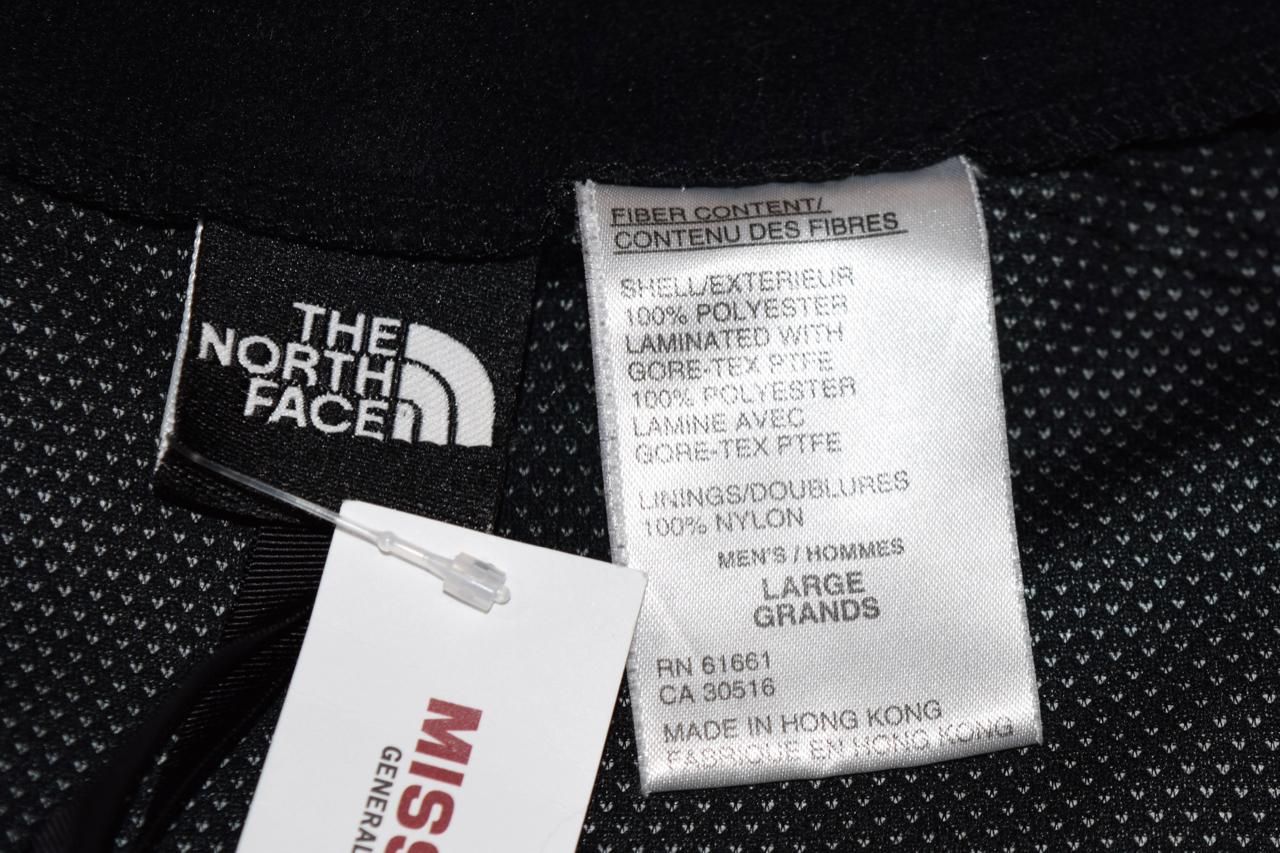 THE
NORTH
FACE
FIBER CONTENT/
CONTENU DES FIBRES
SHELL/EXTERIEUR
100% POLYESTER
LAMINATED WITH
GORE-TEX PTFE
100% POLYESTER
LAMINE AVEC
GORE-TEX PTFE
LININGS/DOUBLURES
100% NYLON
MEN'S / HOMMES
LARGE
GRANDS
RN 61661
CA 30516
MADE IN HONG KONG
FABRIQUE EN HONG KONG
MISS
GENERAL